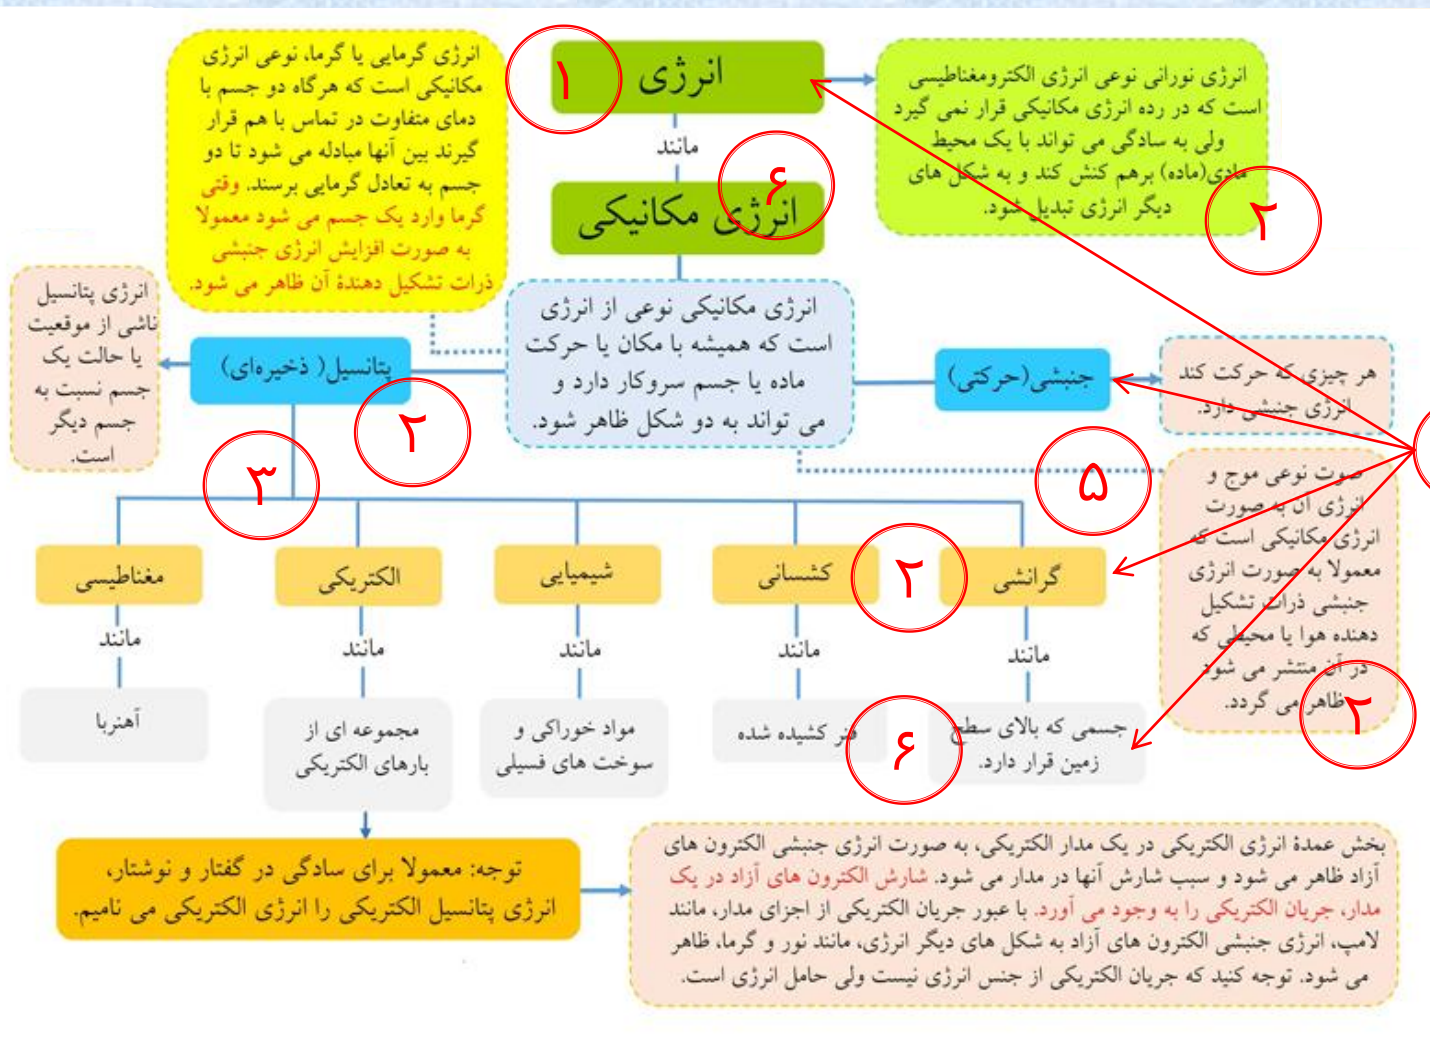 انرژی
۱
انرژی نورانی نوعی انرژی الکترومغناطیسی
است که در رده انرژی مکانیکی قرار نمی گیرد
ولی به سادگی می تواند با یک محیط
مادی(ماده) برهم کنش کند و به شکل های
دیگر انرژی تبدیل شود.
۲
انرژی گرمایی یا گرما، نوعی انرژی
مکانیکی است که هرگاه دو جسم با
دمای متفاوت در تماس با هم قرار
گیرند بین آنها مبادله می شود تا دو
جسم به تعادل گرمایی برسند. وقتی
گرما وارد یک جسم می شود معمولا
به صورت افزایش انرژی جنبشی
ذرات تشکیل دهندهٔ آن ظاهر می شود.
مانند
۶
انرژی مکانیکی
انرژی مکانیکی نوعی از انرژی
است که همیشه با مکان یا حرکت
ماده یا جسم سروکار دارد و
می تواند به دو شکل ظاهر شود.
هر چیزی که حرکت کند
انرژی جنبشی دارد.
جنبشی(حرکتی)
پتانسیل( ذخیره‌ای)
۲
انرژی پتانسیل
ناشی از موقعیت
یا حالت یک
جسم نسبت به
جسم دیگر
است.
صوت نوعی موج و
انرژی آن به صورت
انرژی مکانیکی است که
معمولا به صورت انرژی
جنبشی ذرات تشکیل
دهنده هوا یا محیطی که
در آن منتشر می شود
ظاهر می گردد.
۲
۵
۳
گرانشی
۲
کشسانی
شیمیایی
الکتریکی
مغناطیسی
مانند
مانند
مانند
مانند
مانند
جسمی که بالای سطح
زمین قرار دارد.
۶
فنر کشیده شده
مواد خوراکی و
سوخت های فسیلی
مجموعه ای از
بارهای الکتریکی
آهنربا
توجه: معمولا برای سادگی در گفتار و نوشتار،
انرژی پتانسیل الکتریکی را انرژی الکتریکی می نامیم.
بخش عمدهٔ انرژی الکتریکی در یک مدار الکتریکی، به صورت انرژی جنبشی الکترون های
آزاد ظاهر می شود و سبب شارش آنها در مدار می شود. شارش الکترون های آزاد در یک
مدار، جریان الکتریکی را به وجود می آورد. با عبور جریان الکتریکی از اجزای مدار، مانند
لامپ، انرژی جنبشی الکترون های آزاد به شکل های دیگر انرژی، مانند نور و گرما، ظاهر
می شود. توجه کنید که جریان الکتریکی از جنس انرژی نیست ولی حامل انرژی است.